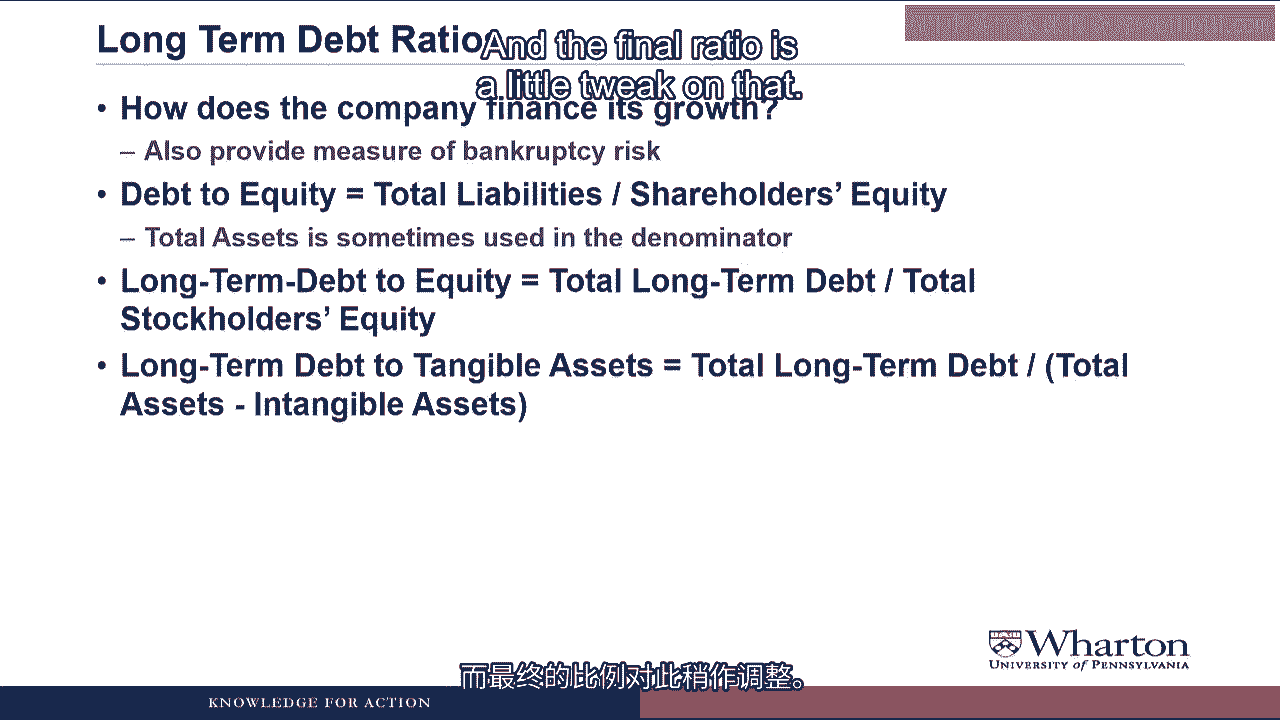 Long Term Debt Ratio
And the final ratio is
a little tweak on that.
• How does the company finance its growth?
– Also provide measure of bankruptcy risk
• Debt to Equity = Total Liabilities / Shareholders’ Equity
– Total Assets is sometimes used in the denominator
• Long-Term-Debt to Equity = Total Long-Term Debt / Total
Stockholders’ Equity
• Long-Term Debt to Tangible Assets = Total Long-Term Debt / (Total
Assets - Intangible Assets)
Wharton
UNIVERSITY of PENNSYLVANIA
而最终的比例对此稍作调整。
KNOWLEDGE FOR ACTION